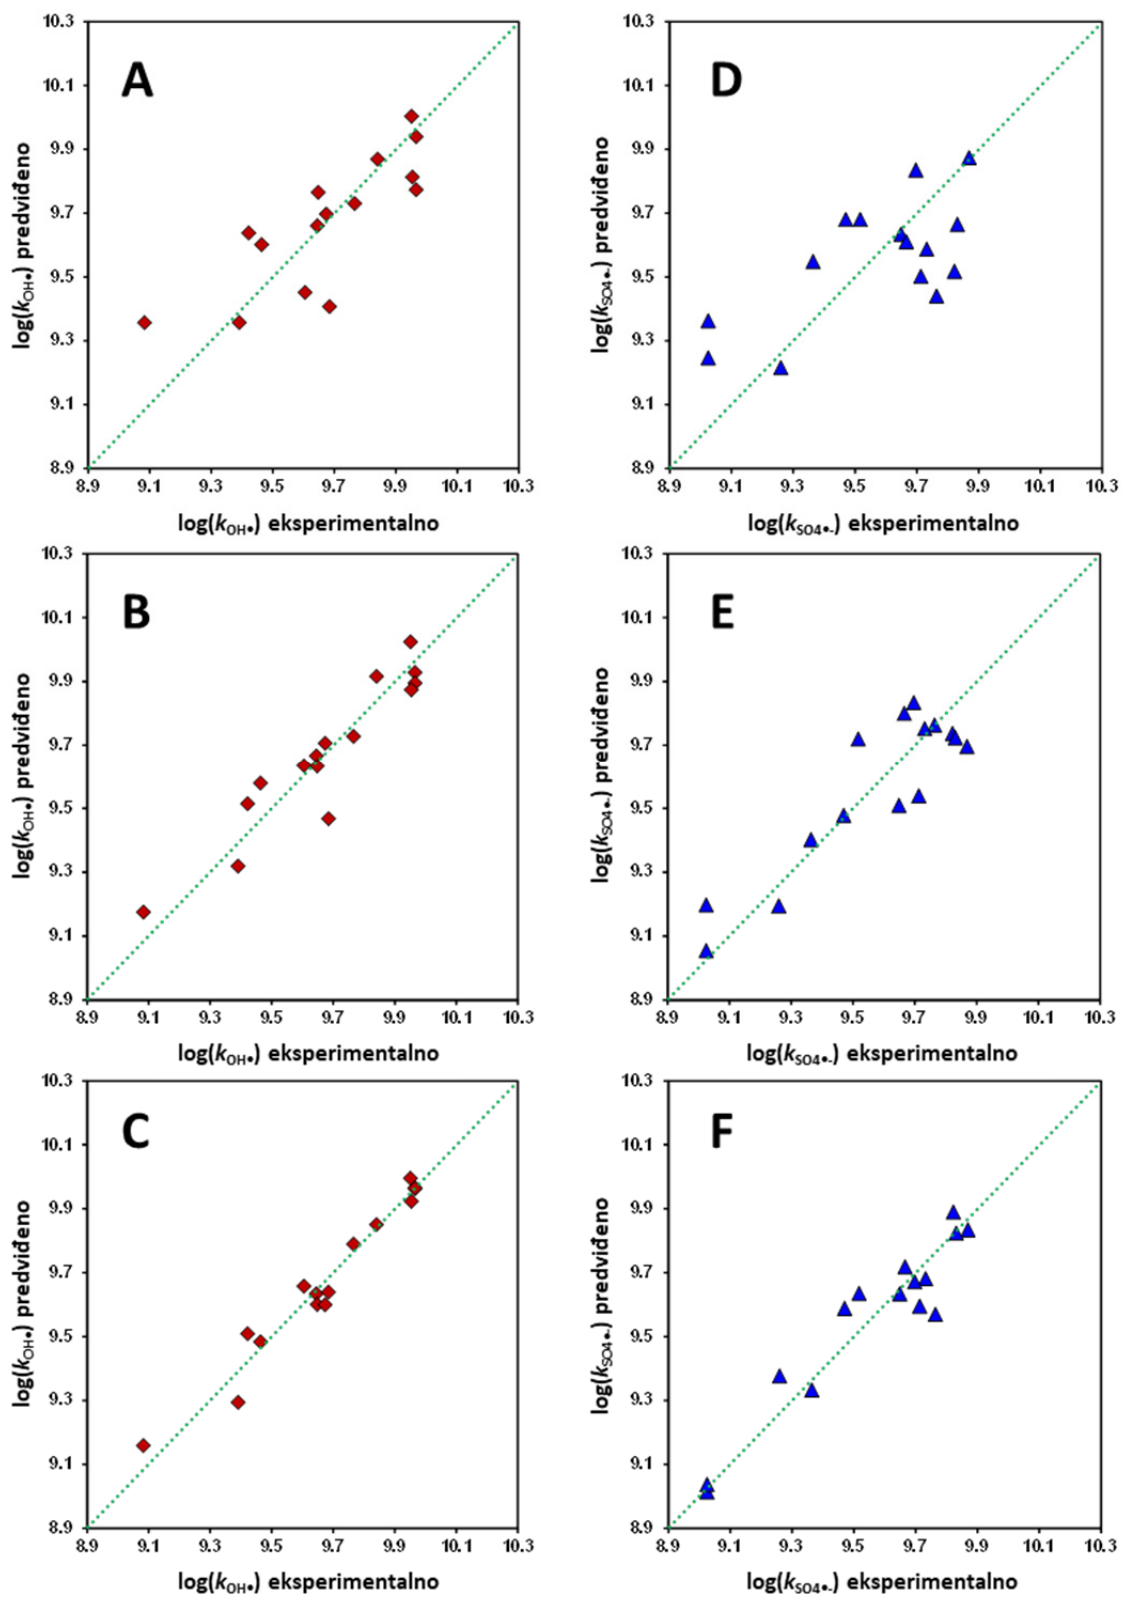 A
10.3
10.1
9.9
9.7
9.5
9.3
9.1
8.9
8.9 9.1 9.3 9.5 9.7 9.9 10.1 10.3
log(kOH•) predviđeno
log(kOH•) eksperimentalno
D
10.3
10.1
9.9
9.7
9.5
9.3
9.1
8.9
8.9 9.1 9.3 9.5 9.7 9.9 10.1 10.3
log(kSO4•-) predviđeno
log(kSO4•-) eksperimentalno
B
10.3
10.1
9.9
9.7
9.5
9.3
9.1
8.9
8.9 9.1 9.3 9.5 9.7 9.9 10.1 10.3
log(kOH•) predviđeno
log(kOH•) eksperimentalno
E
10.3
10.1
9.9
9.7
9.5
9.3
9.1
8.9
8.9 9.1 9.3 9.5 9.7 9.9 10.1 10.3
log(kSO4•-) predviđeno
log(kSO4•-) eksperimentalno
C
10.3
10.1
9.9
9.7
9.5
9.3
9.1
8.9
8.9 9.1 9.3 9.5 9.7 9.9 10.1 10.3
log(kOH•) predviđeno
log(kOH•) eksperimentalno
F
10.3
10.1
9.9
9.7
9.5
9.3
9.1
8.9
8.9 9.1 9.3 9.5 9.7 9.9 10.1 10.3
log(kSO4•-) predviđeno
log(kSO4•-) eksperimentalno